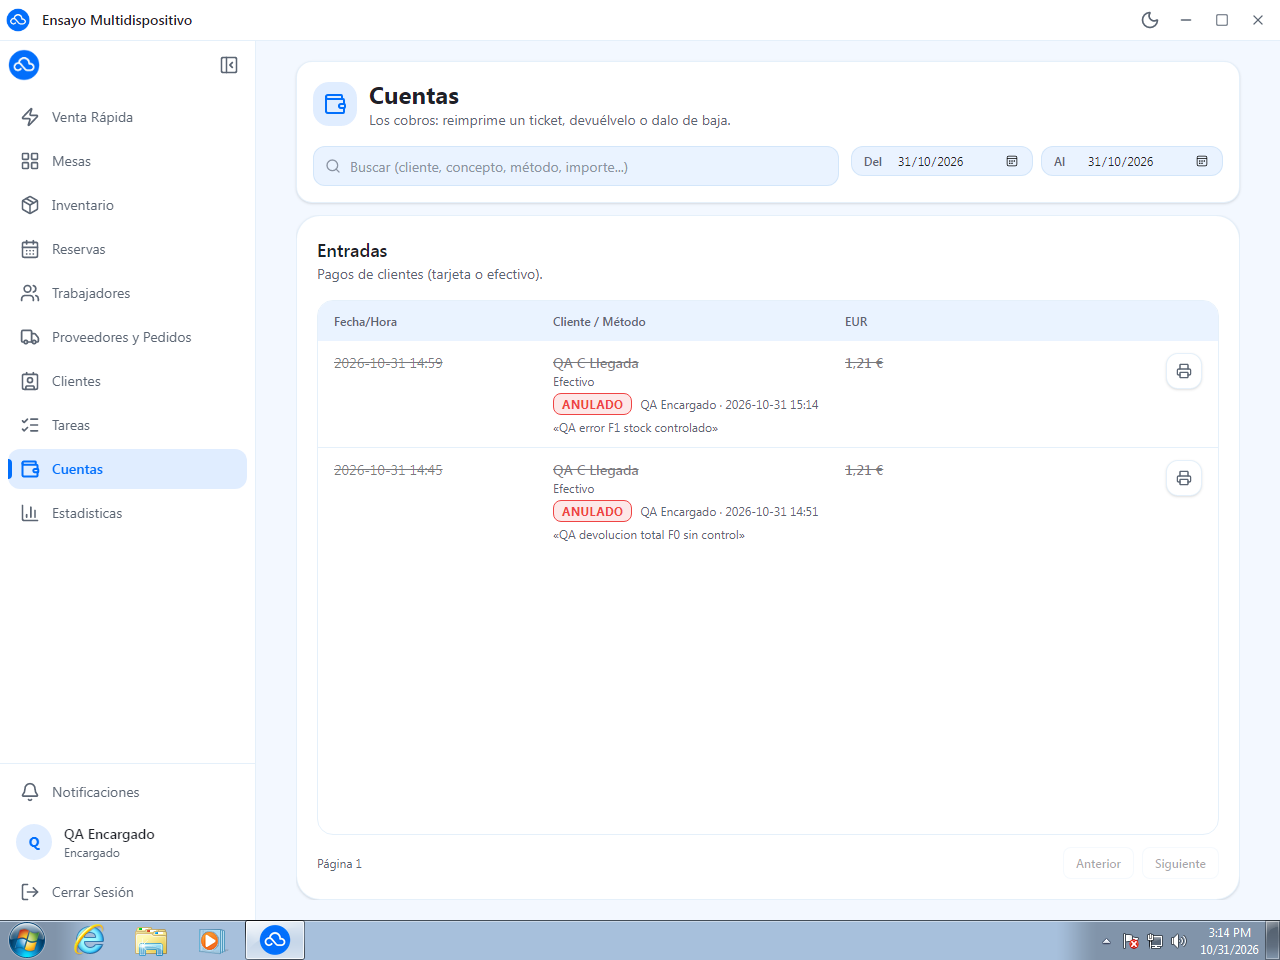 Ensayo Multidispositivo
Venta Rápida
Mesas
Inventario
Reservas
Trabajadores
Proveedores y Pedidos
Clientes
Tareas
Cuentas
Estadisticas
Notificaciones
Q
QA Encargado
Encargado
Cerrar Sesión
Cuentas
Los cobros: reimprime un ticket, devuélvelo o dalo de baja.
Buscar (cliente, concepto, método, importe...)
Del 31/10/2026
Al 31/10/2026
Entradas
Pagos de clientes (tarjeta o efectivo).
Fecha/Hora Cliente / Método EUR
2026-10-31 14:59 QA C Llegada 1,21 €
Efectivo
ANULADO QA Encargado · 2026-10-31 15:14
«QA error F1 stock controlado»
2026-10-31 14:45 QA C Llegada 1,21 €
Efectivo
ANULADO QA Encargado · 2026-10-31 14:51
«QA devolucion total F0 sin control»
Página 1
Anterior
Siguiente
3:14 PM
10/31/2026